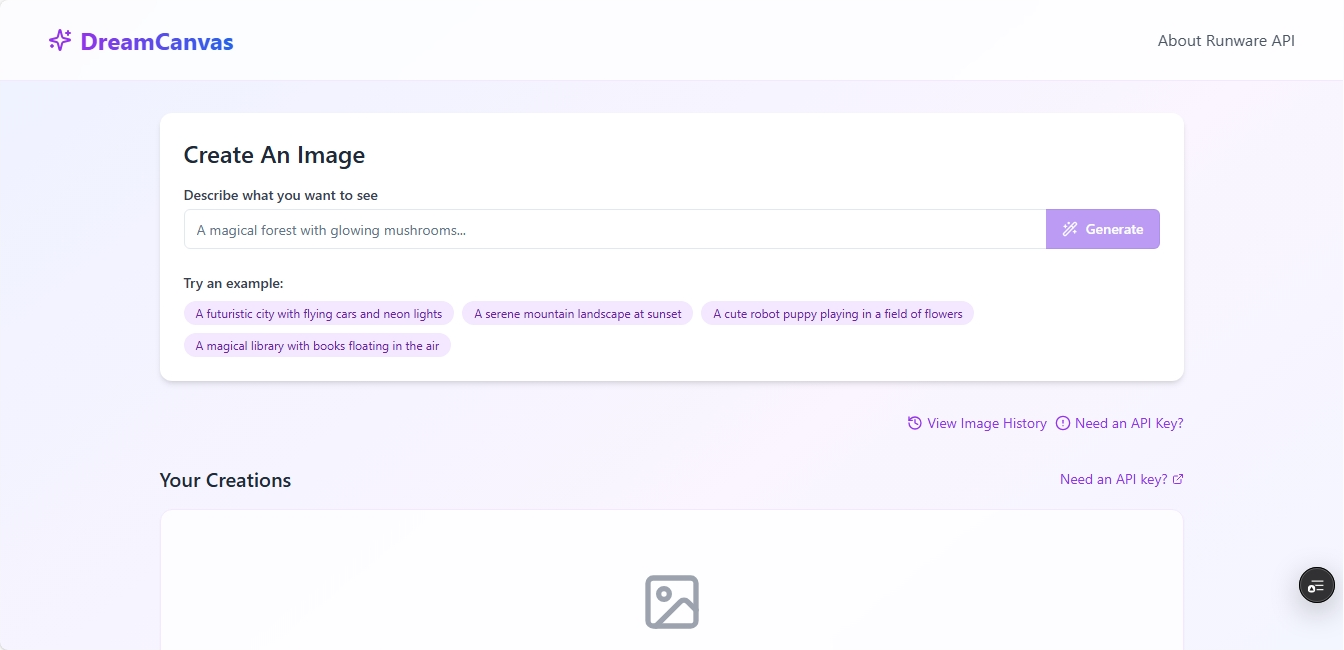 DreamCanvas
About Runware API
Create An Image
Describe what you want to see
A magical forest with glowing mushrooms...
Generate
Try an example:
A futuristic city with flying cars and neon lights
A serene mountain landscape at sunset
A cute robot puppy playing in a field of flowers
A magical library with books floating in the air
View Image History
Need an API Key?
Your Creations
Need an API key?